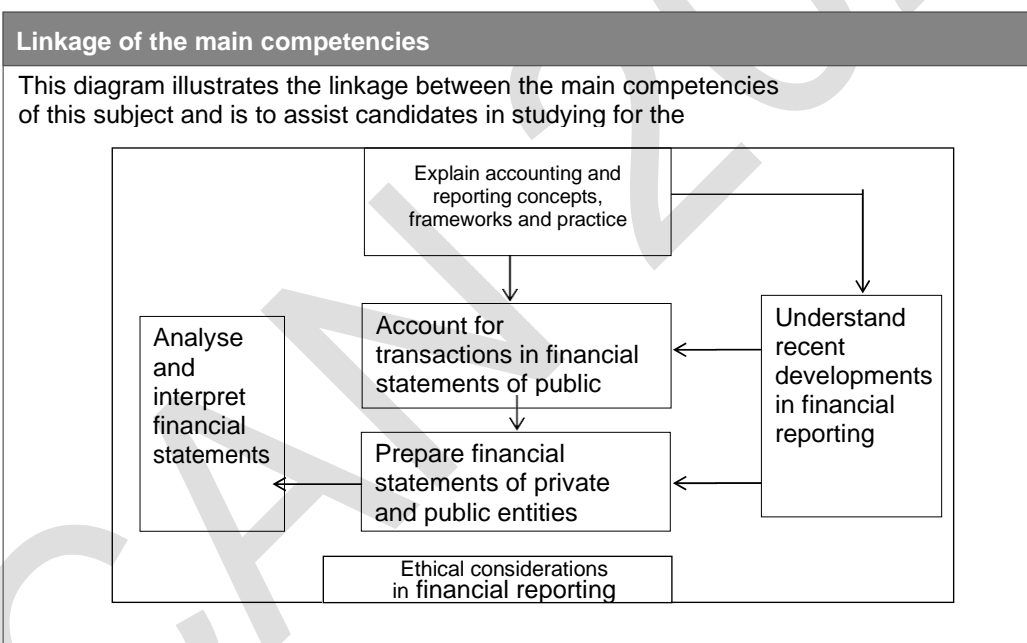 Linkage of the main competencies
This diagram illustrates the linkage between the main competencies
of this subject and is to assist candidates in studying for the
Explain accounting and
reporting concepts,
frameworks and practice
Account for
transactions in financial
statements of public
Understand
recent
developments
in financial
reporting
Analyse
and
interpret
financial
statements
Prepare financial
statements of private
and public entities
Ethical considerations
in financial reporting